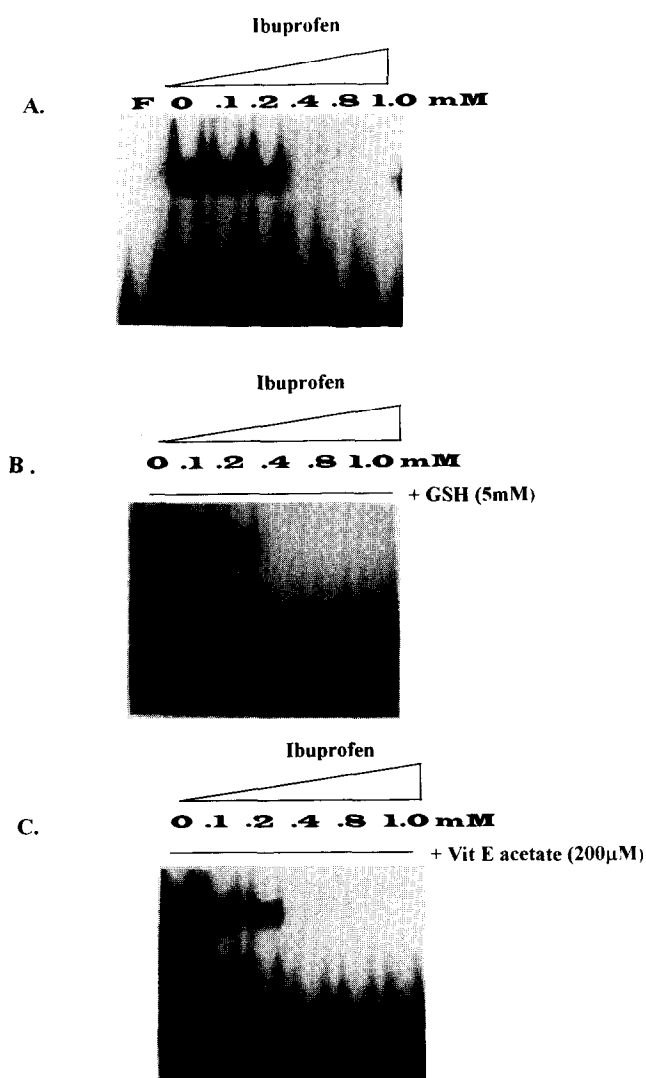 Ibuprofen
A.
F 0 .1 .2 .4 .8 1.0 mM
Ibuprofen
B .
0 .1 .2 .4 .8 1.0 mM
+ GSH (5mM)
Ibuprofen
C.
0 .1 .2 .4 .8 1.0 mM
+ Vit E acetate (200μM)